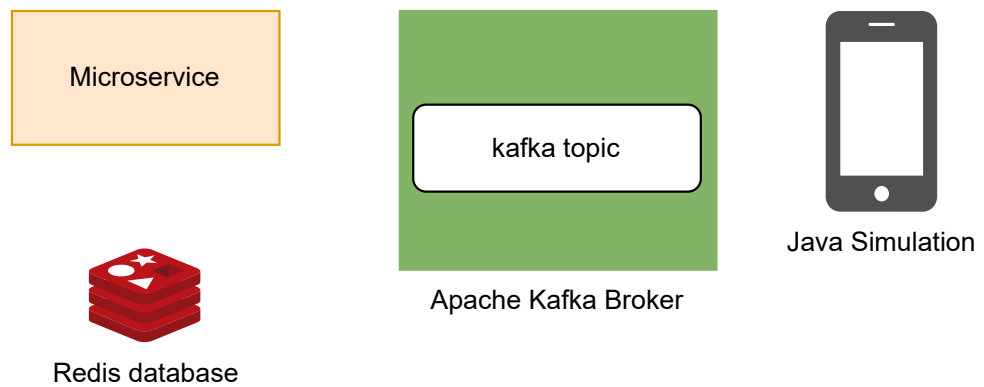 Microservice
kafka topic
Java Simulation
Apache Kafka Broker
Redis database